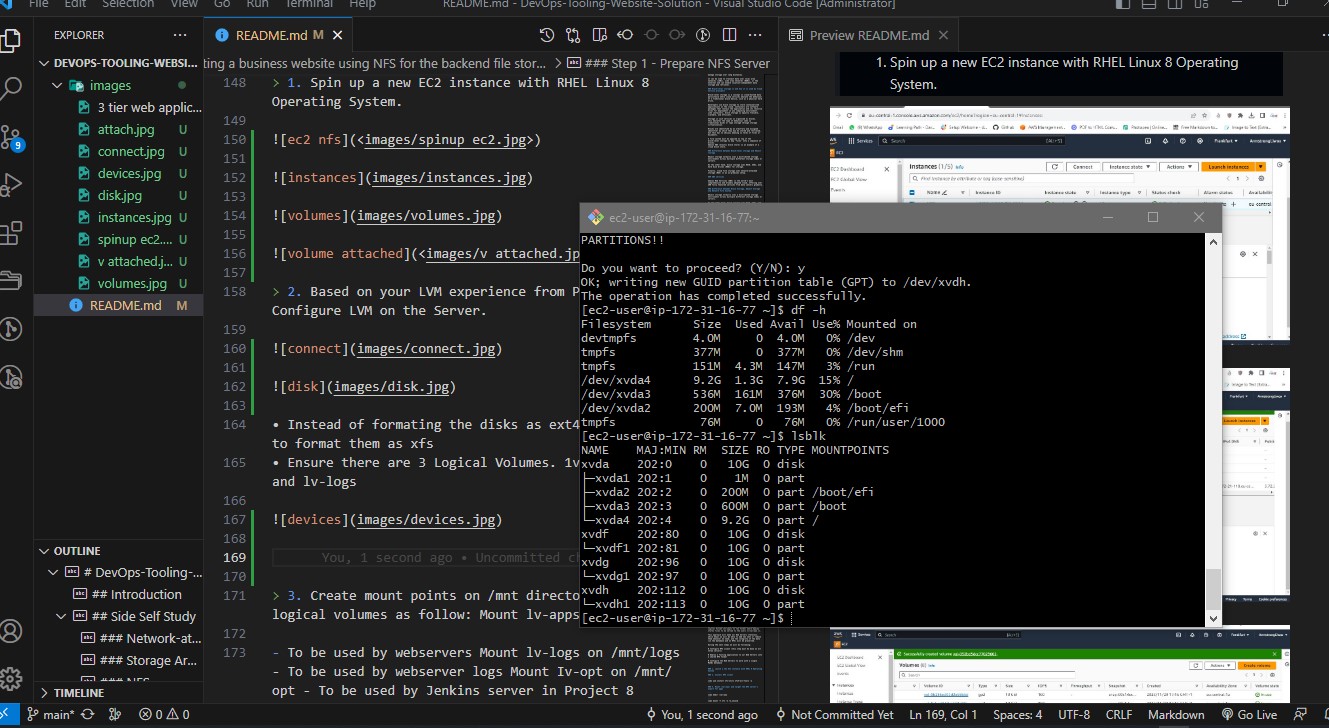 File Edit Selection View Go Run Terminal Help
README.md - DevOps-Tooling-Website-Solution - Visual Studio Code [Administrator]
EXPLORER
README.md M
Preview README.md
DEVOPS-TOOLING-WEBSI...
images
3 tier web applic...
attach.jpg U
connect.jpg U
devices.jpg U
disk.jpg U
instances.jpg U
spinup ec2.... U
v attached.j... U
volumes.jpg U
README.md M
9
OUTLINE
# DevOps-Tooling-...
## Introduction
## Side Self Study
### Network-at...
### Storage Ar...
### NFS
TIMELINE
ting a business website using NFS for the backend file stor... > ### Step 1 - Prepare NFS Server
148 > 1. Spin up a new EC2 instance with RHEL Linux 8
Operating System.
149
150 ![ec2 nfs](<images/spinup ec2.jpg>)
151
152 ![instances](images/instances.jpg)
153
154 ![volumes](images/volumes.jpg)
155
156 ![volume attached](<images/v attached.jp
157
158 > 2. Based on your LVM experience from P
Configure LVM on the Server.
159
160 ![connect](images/connect.jpg)
161
162 ![disk](images/disk.jpg)
163
164 • Instead of formating the disks as ext4
to format them as xfs
165 • Ensure there are 3 Logical Volumes. lv
and lv-logs
166
167 ![devices](images/devices.jpg)
168
169 You, 1 second ago • Uncommitted ch
170
171 > 3. Create mount points on /mnt directo
logical volumes as follow: Mount lv-apps
172
173 - To be used by webservers Mount lv-logs on /mnt/logs
- To be used by webserver logs Mount Iv-opt on /mnt/
opt - To be used by Jenkins server in Project 8
1. Spin up a new EC2 instance with RHEL Linux 8 Operating
System.
Services
Search
Instances (1/5) Info
Connect
Instance state
Actions
Launch instances
EC2 Dashboard
EC2 Global View
Events
Name
Instance ID
Instance state
Instance type
Status check
Alarm status
ec2-user@ip-172-31-16-77:~
PARTITIONS!!
Do you want to proceed? (Y/N): y
OK; writing new GUID partition table (GPT) to /dev/xvdh.
The operation has completed successfully.
[ec2-user@ip-172-31-16-77 ~]$ df -h
Filesystem Size Used Avail Use% Mounted on
devtmpfs 4.0M 0 4.0M 0% /dev
tmpfs 377M 0 377M 0% /dev/shm
tmpfs 151M 4.3M 147M 3% /run
/dev/xvda4 9.2G 1.3G 7.9G 15% /
/dev/xvda3 536M 161M 376M 30% /boot
/dev/xvda2 200M 7.0M 193M 4% /boot/efi
tmpfs 76M 0 76M 0% /run/user/1000
[ec2-user@ip-172-31-16-77 ~]$ lsblk
NAME MAJ:MIN RM SIZE RO TYPE MOUNTPOINTS
xvda 202:0 0 10G 0 disk
├─xvda1 202:1 0 1M 0 part
├─xvda2 202:2 0 200M 0 part /boot/efi
├─xvda3 202:3 0 600M 0 part /boot
└─xvda4 202:4 0 9.2G 0 part /
xvdf 202:80 0 10G 0 disk
└─xvdf1 202:81 0 10G 0 part
xvdg 202:96 0 10G 0 disk
└─xvdg1 202:97 0 10G 0 part
xvdh 202:112 0 10G 0 disk
└─xvdh1 202:113 0 10G 0 part
[ec2-user@ip-172-31-16-77 ~]$
Volumes
Actions
main*
0 0
You, 1 second ago
Not Committed Yet
Ln 169, Col 1
Spaces: 4
UTF-8
CRLF
Markdown
Go Live